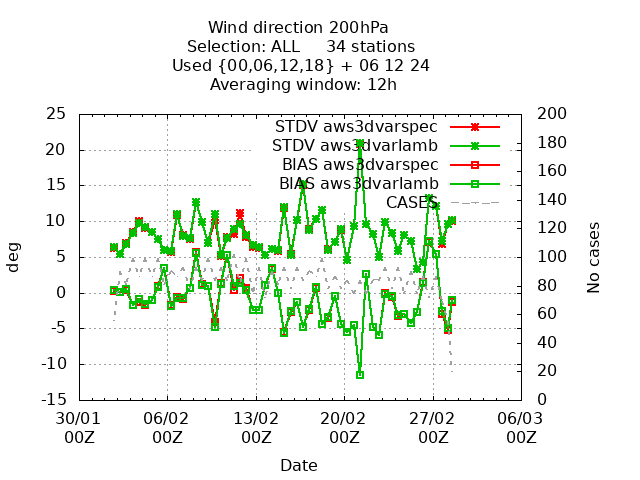 Wind direction 200hPa
Selection: ALL 34 stations
Used {00,06,12,18} + 06 12 24
Averaging window: 12h
STDV aws3dvarspec
STDV aws3dvarlamb
BIAS aws3dvarspec
BIAS aws3dvarlamb
CASES
deg
25
20
15
10
5
0
-5
-10
-15
200
180
160
140
120
100
80
60
40
20
0
No cases
30/01 06/02 13/02 20/02 27/02 06/03
00Z 00Z 00Z 00Z 00Z 00Z
Date